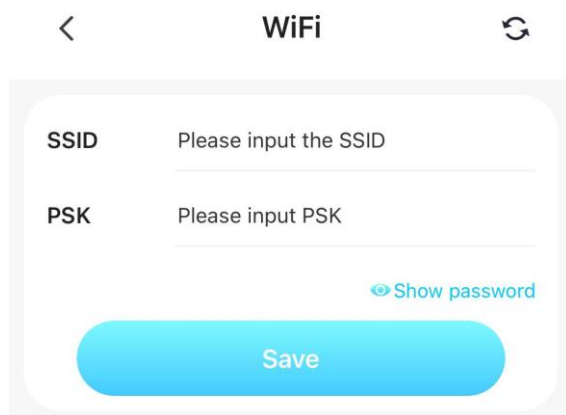 WiFi
SSID Please input the SSID
PSK Please input PSK
Show password
Save